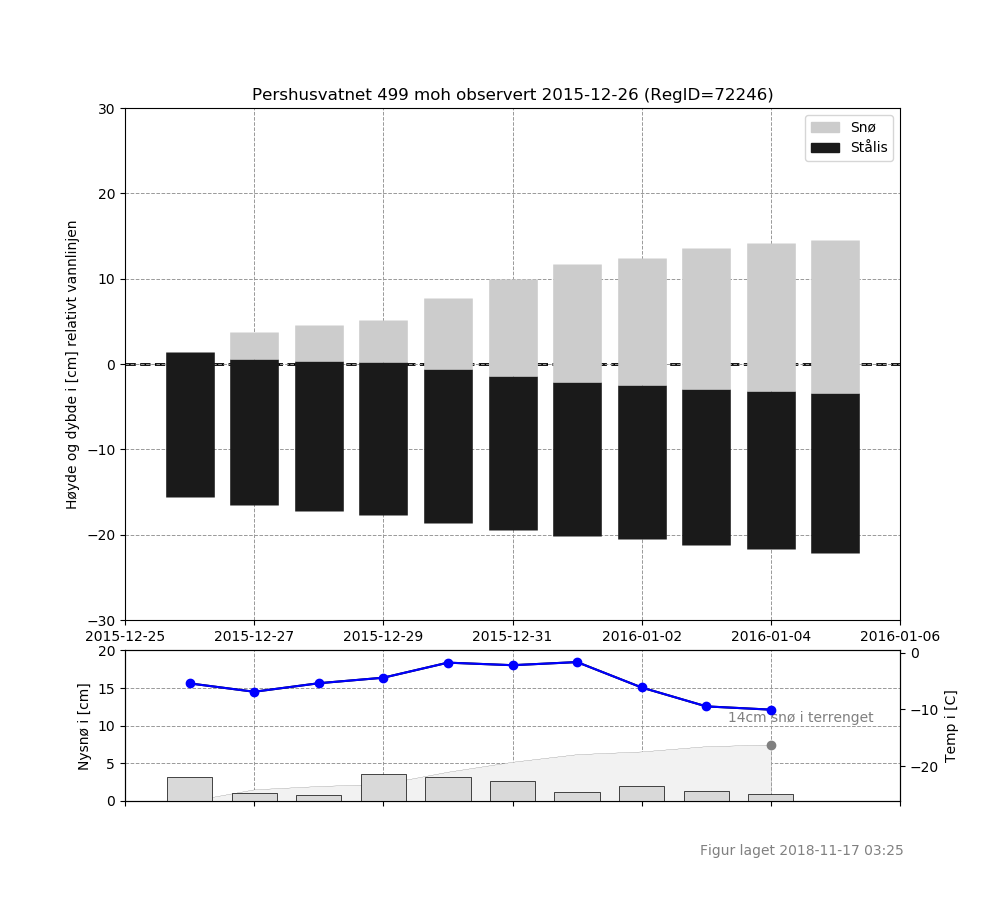 Pershusvatnet 499 moh observert 2015-12-26 (RegID=72246)
Høyde og dybde i [cm] relativt vannlinjen
30
20
10
0
−10
−20
−30
Snø
Stålis
2015-12-25 2015-12-27 2015-12-29 2015-12-31 2016-01-02 2016-01-04 2016-01-06
Nysnø i [cm]
20
15
10
5
0
14cm snø i terrenget
0
−10
−20
Temp i [C]
Figur laget 2018-11-17 03:25